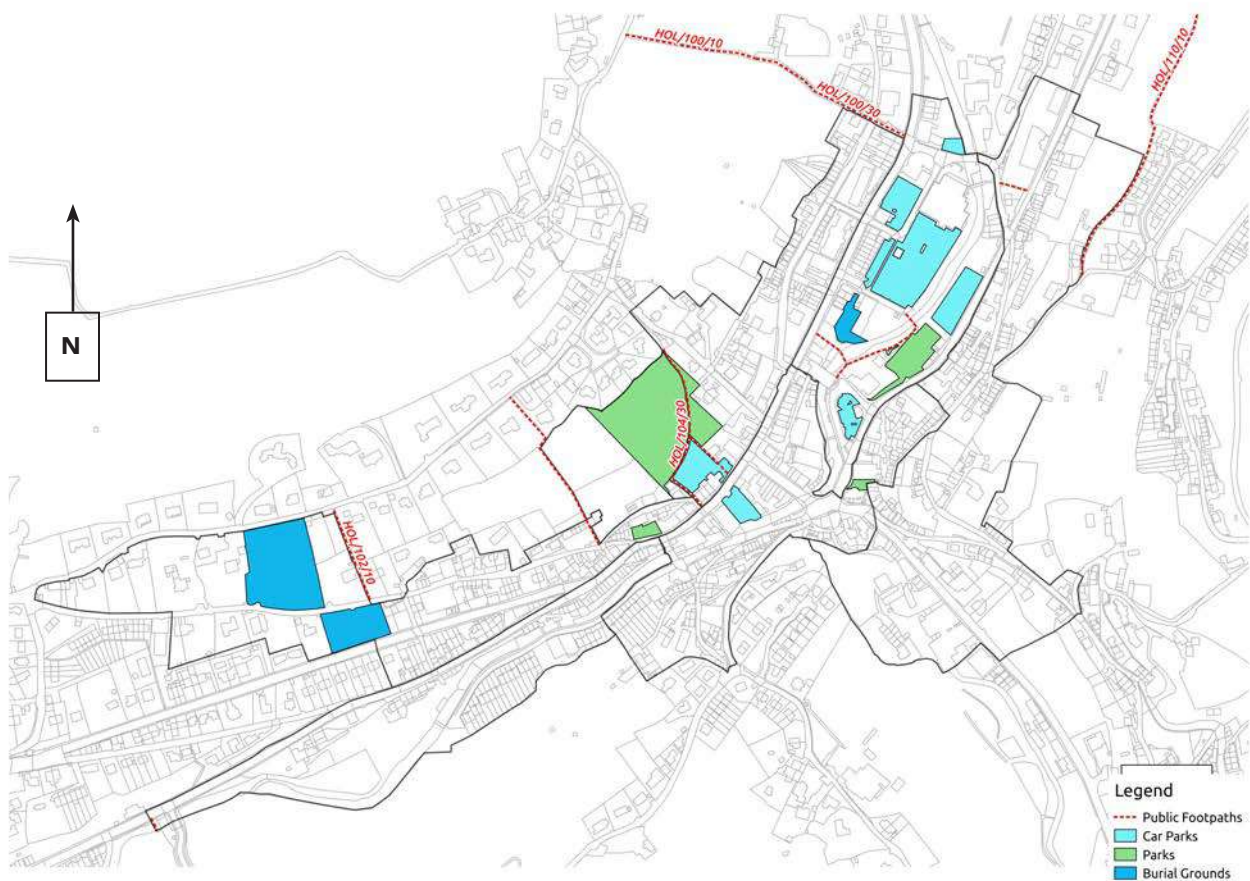 HOL/100/10
HOL/110/10
HOL/100/30
N
HOL/104/30
HOL/102/10
Legend
Public Footpaths
Car Parks
Parks
Burial Grounds